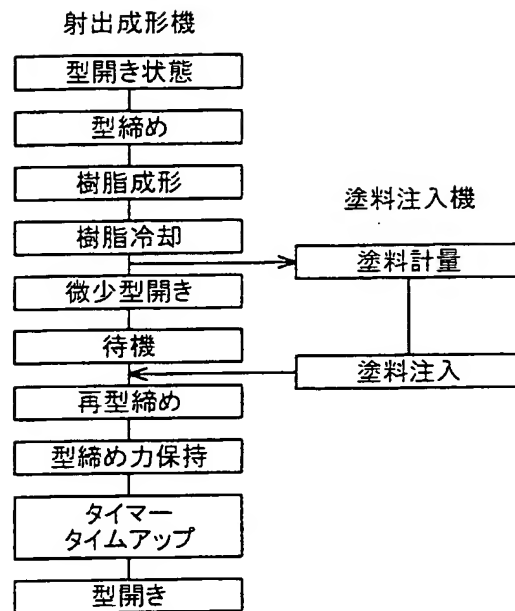 射出成形機
型開き状態
型締め
樹脂成形
樹脂冷却
微少型開き
待機
再型締め
型締め力保持
タイマー
タイムアップ
型開き
塗料注入機
塗料計量
塗料注入